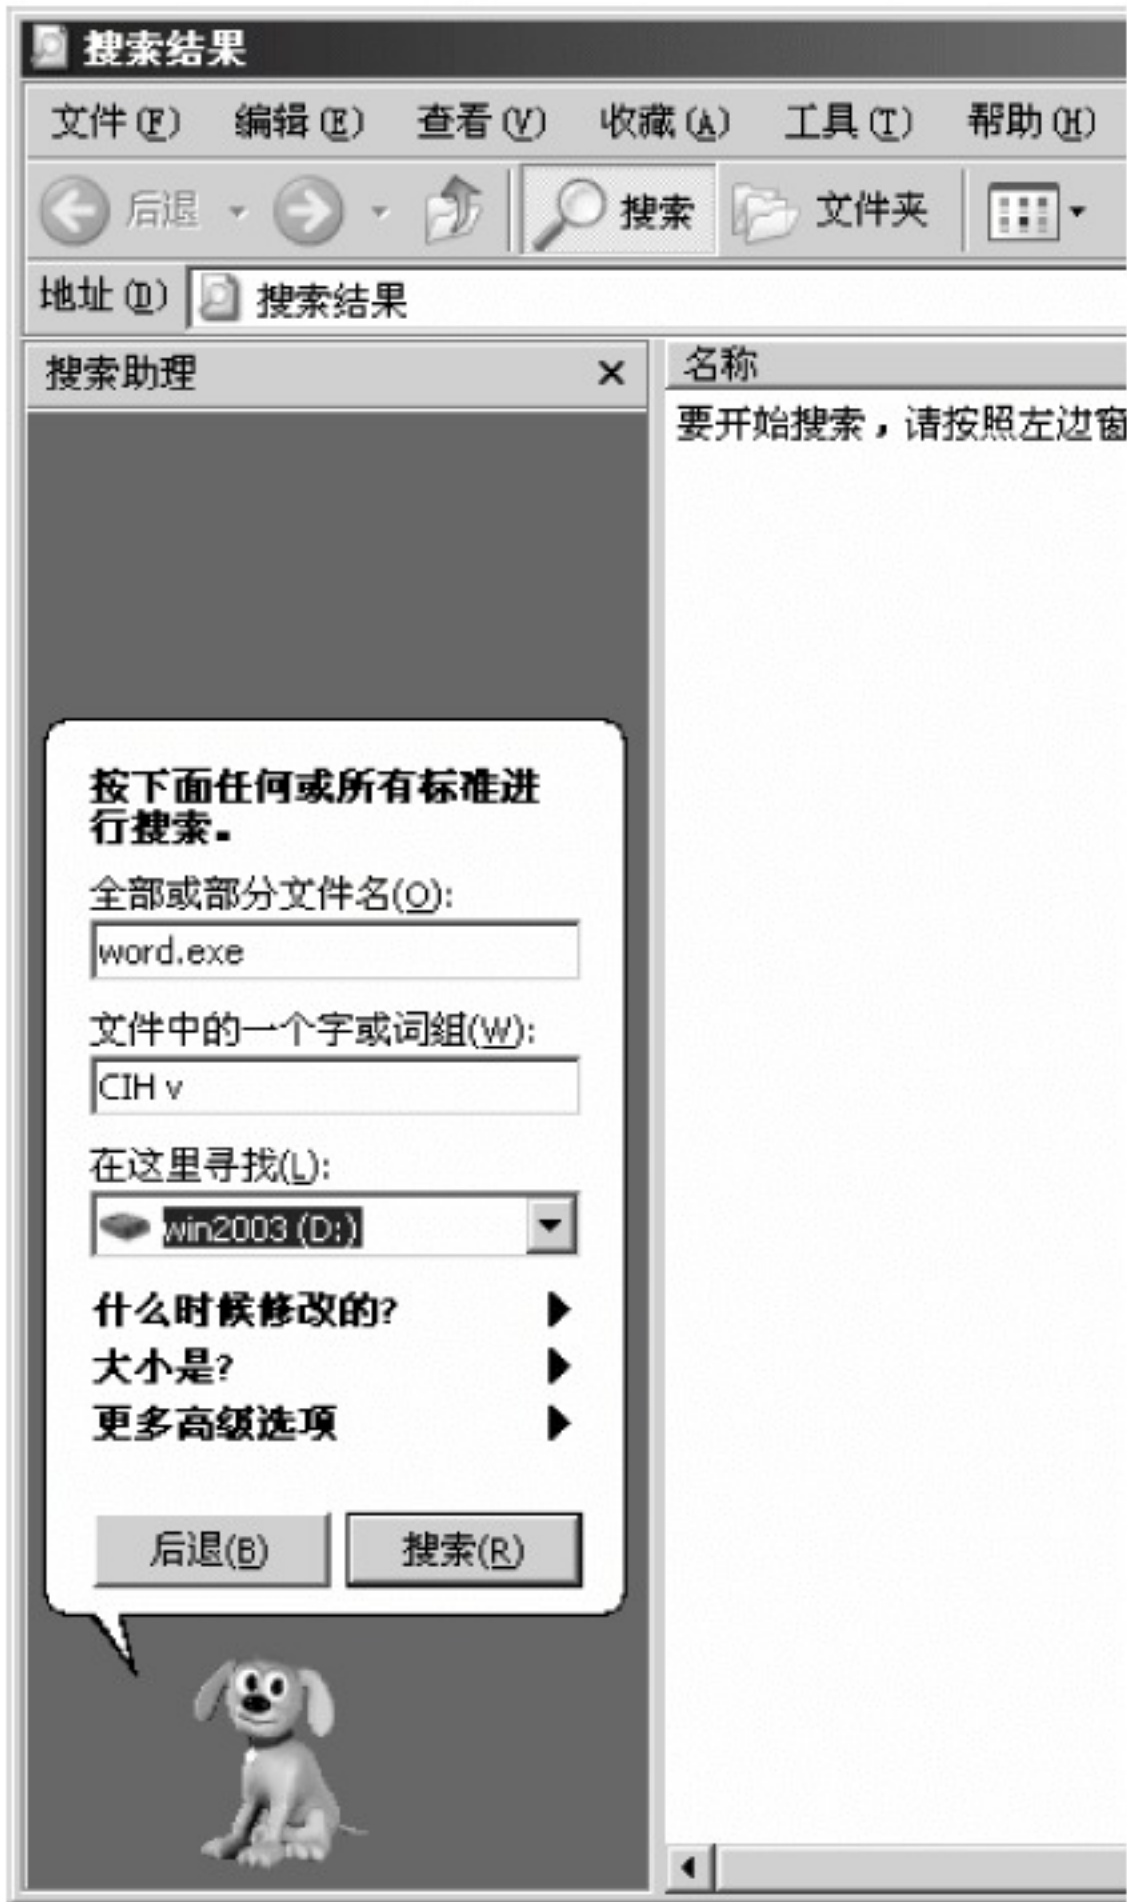 搜索结果
文件(F) 编辑(E) 查看(V) 收藏(A) 工具(T) 帮助(H)
后退 搜索 文件夹
地址(D) 搜索结果
搜索助理
名称
要开始搜索，请按照左边窗
按下面任何或所有标准进
行搜索。
全部或部分文件名(O):
word.exe
文件中的一个字或词组(W):
CIH v
在这里寻找(L):
win2003 (D:)
什么时候修改的?
大小是?
更多高级选项
后退(B) 搜索(R)